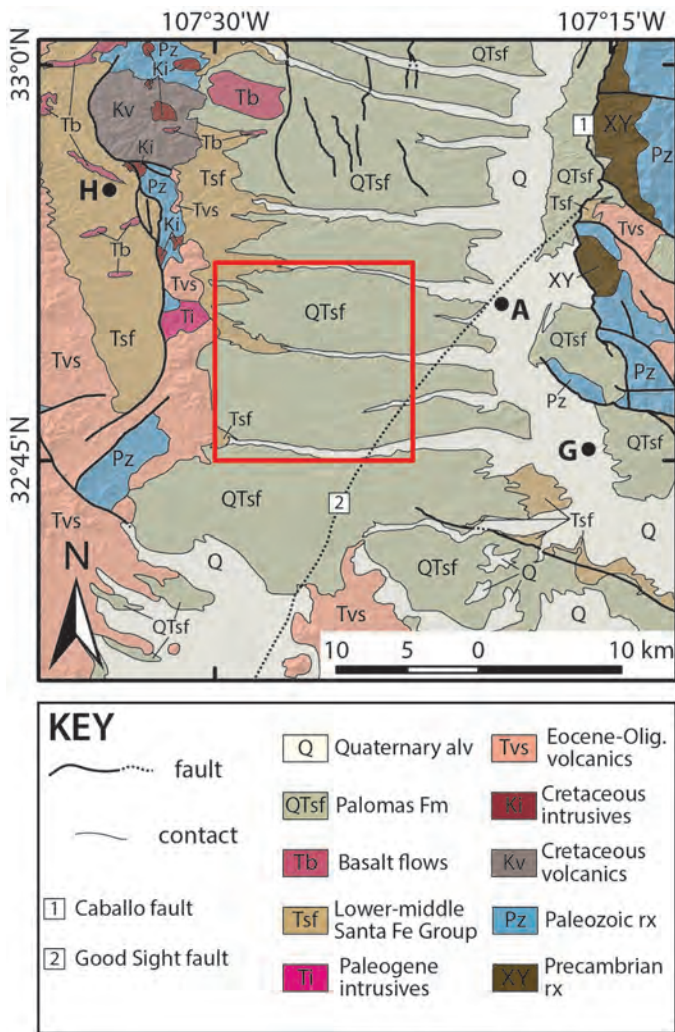 107°30'W
107°15'W
33°0'N
32°45'N
Pz
Ki
Kv
Tb
Tb
Tb
QTsf
QTsf
1
XY
Pz
Ki
H
Pz
Tsf
Tvs
Ki
Tb
QTsf
Q
QTsf
Tsf
Tvs
Tvs
XY
QTsf
A
Ti
Tsf
Tvs
QTsf
Pz
Pz
Tsf
G
QTsf
Pz
2
Tvs
QTsf
Tsf
Q
Q
QTsf
Q
N
QTsf
Tvs
Q
10 5 0 10 km
KEY
fault
contact
1 Caballo fault
2 Good Sight fault
Q Quaternary alv
QTsf Palomas Fm
Tb Basalt flows
Tsf Lower-middle
Santa Fe Group
Ti Paleogene
intrusives
Tvs Eocene-Olig.
volcanics
Ki Cretaceous
intrusives
Kv Cretaceous
volcanics
Pz Paleozoic rx
XY Precambrian
rx